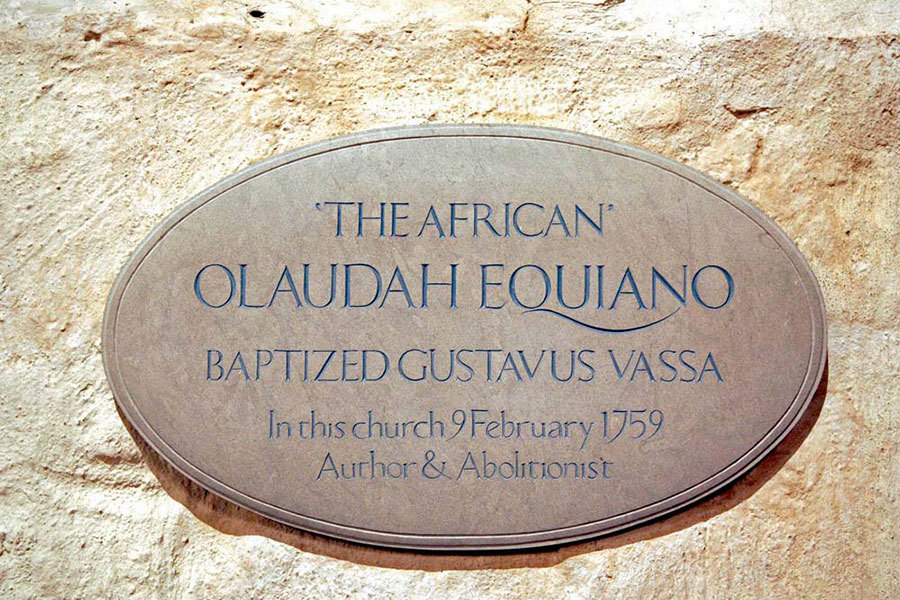 ‘THE AFRICAN’
OLAUDAH EQUIANO
BAPTIZED GUSTAVUS VASSA
In this church 9 February 1759
Author & Abolitionist